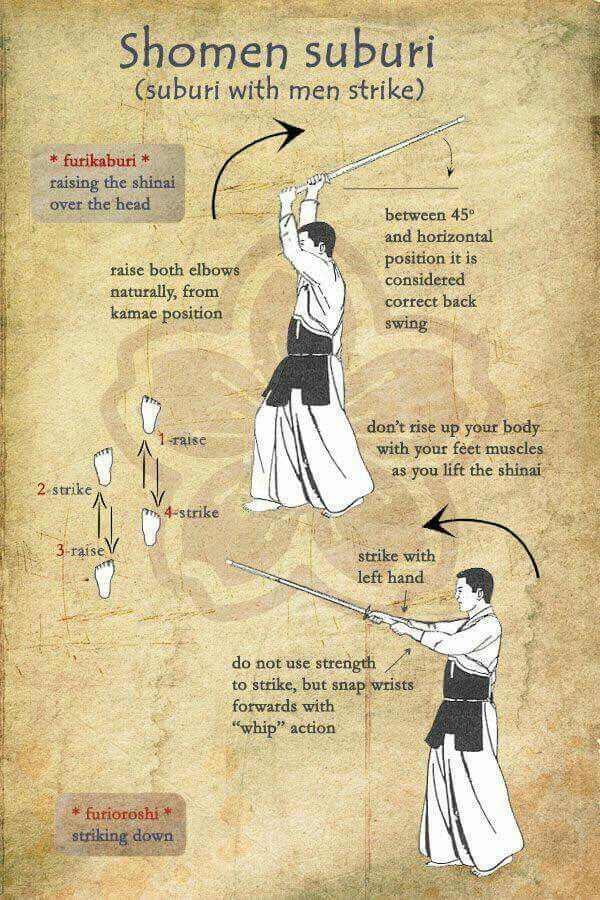 Shomen suburi
(suburi with men strike)
* furikaburi *
raising the shinai
over the head
between 45°
and horizontal
position it is
considered
correct back
swing
raise both elbows
naturally, from
kamae position
don't rise up your body
with your feet muscles
as you lift the shinai
1-raise
2-strike
4-strike
3-raise
strike with
left hand
do not use strength
to strike, but snap wrists
forwards with
“whip” action
* furioroshi *
striking down